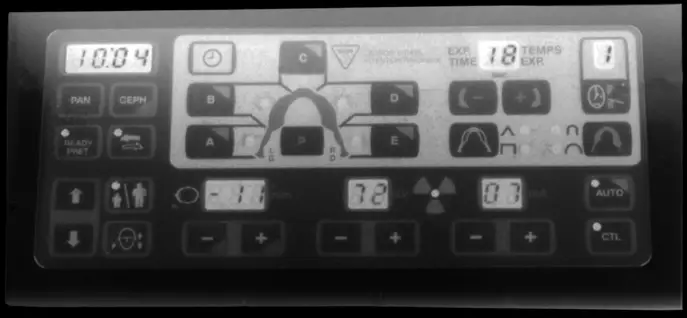 10:04
EXP.
TIME
18
TEMPS
EXP.
1
PAN
CEPH
B
C
D
A
P
E
L
R
READY
PRET
- 11
72
07
AUTO
CTL